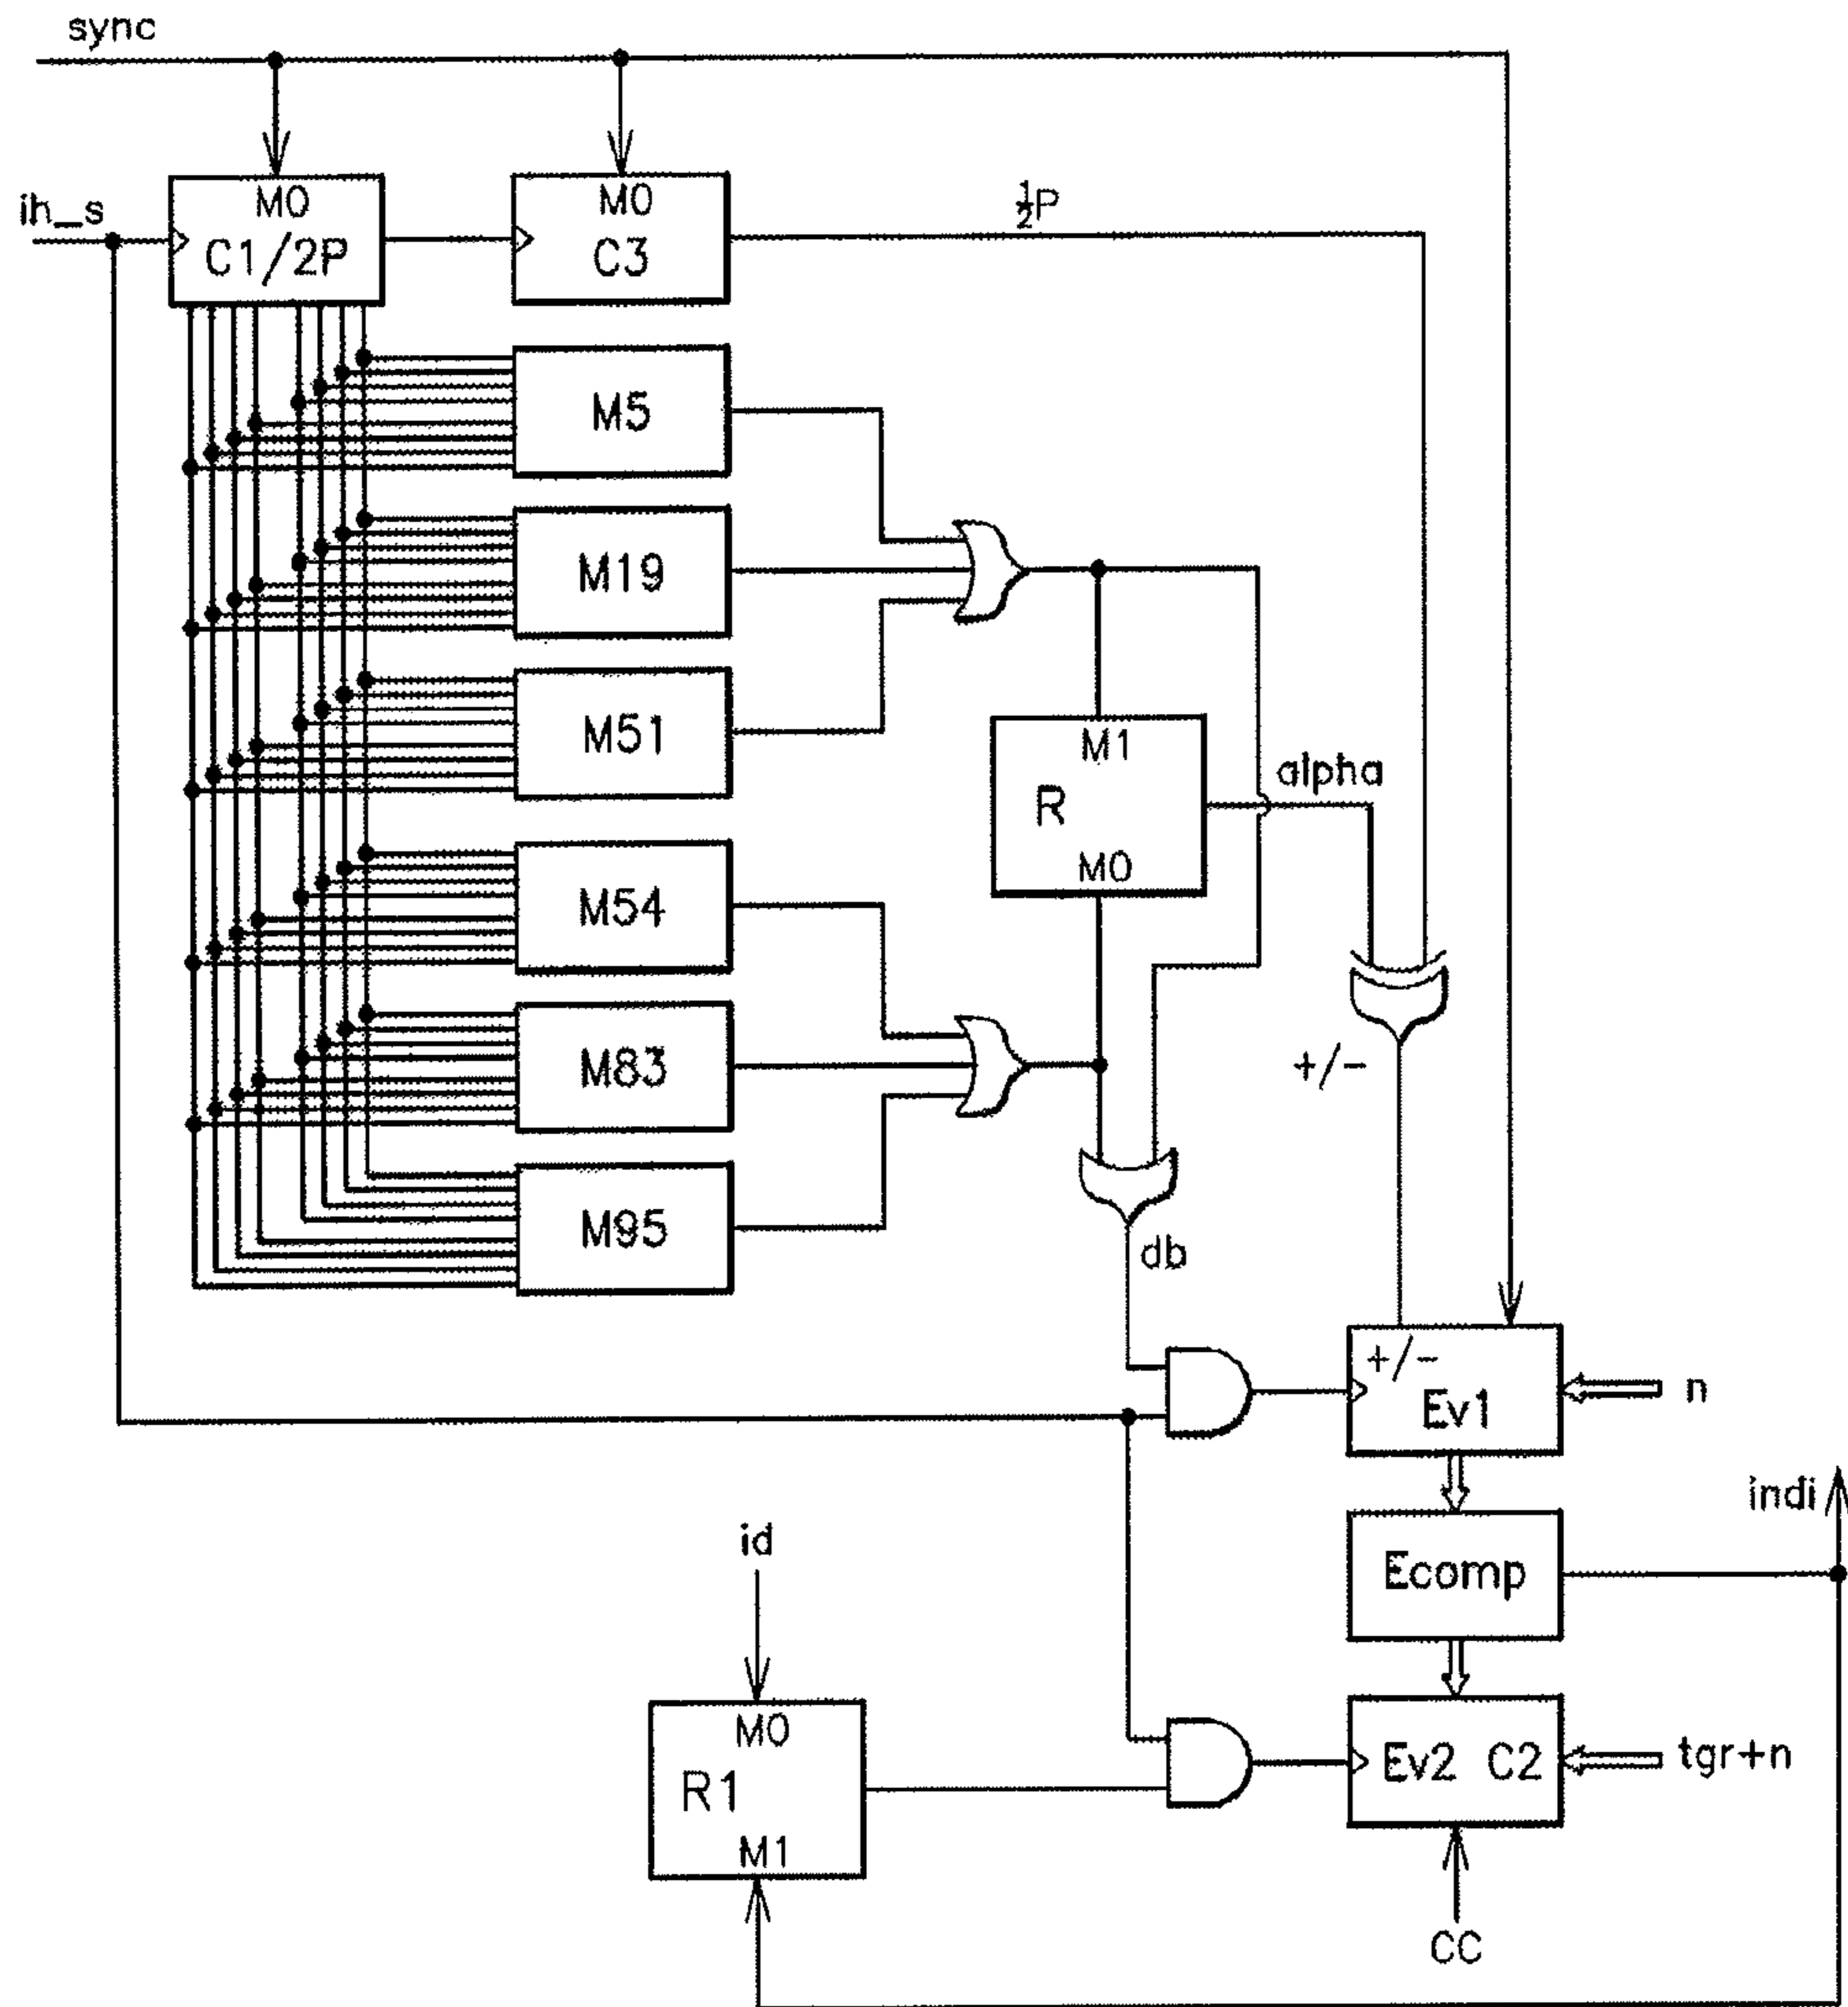 sync
ih_s
M0
C1/2P
M0
C3
½P
M5
M19
M51
M1
R
M0
alpha
M54
M83
M95
+/-
db
+/-
Ev1
n
indi
Ecomp
id
M0
R1
M1
Ev2 C2
tgr+n
CC